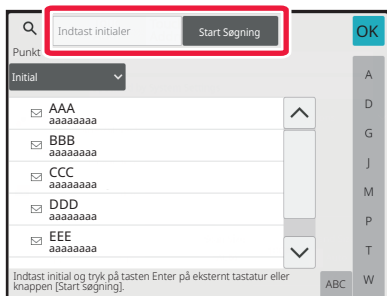 Indtast initialer
Start Søgning
OK
Punkt
Initial
A
D
G
J
M
P
T
W
AAA
aaaaaaaa
BBB
aaaaaaaa
CCC
aaaaaaaa
DDD
aaaaaaaa
EEE
aaaaaaaa
Indtast initial og tryk på tasten Enter på eksternt tastatur eller
knappen [Start søgning].
ABC